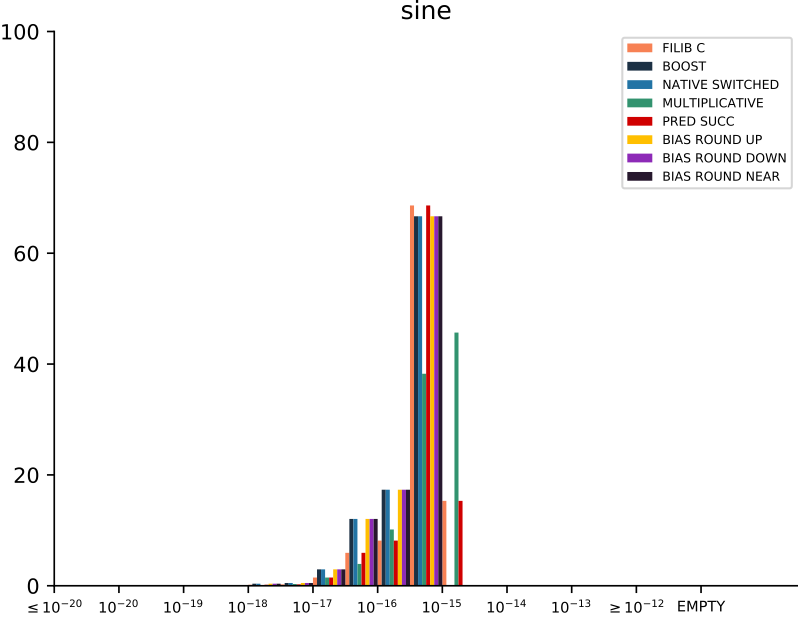 sine
100
80
60
40
20
0
FILIB C
BOOST
NATIVE SWITCHED
MULTIPLICATIVE
PRED SUCC
BIAS ROUND UP
BIAS ROUND DOWN
BIAS ROUND NEAR
≤ 10⁻²⁰ 10⁻²⁰ 10⁻¹⁹ 10⁻¹⁸ 10⁻¹⁷ 10⁻¹⁶ 10⁻¹⁵ 10⁻¹⁴ 10⁻¹³ ≥ 10⁻¹² EMPTY